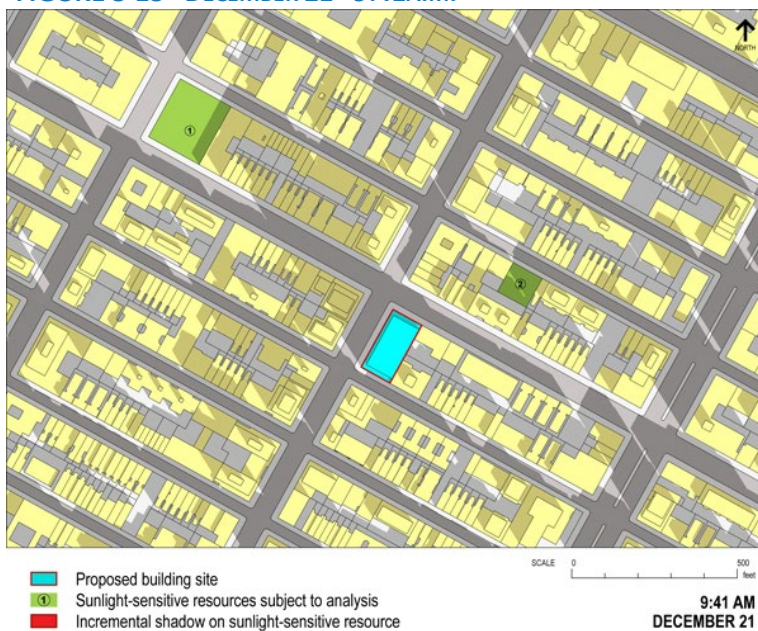 NORTH
①
②
SCALE 0 500
feet
Proposed building site
① Sunlight-sensitive resources subject to analysis
Incremental shadow on sunlight-sensitive resource
9:41 AM
DECEMBER 21